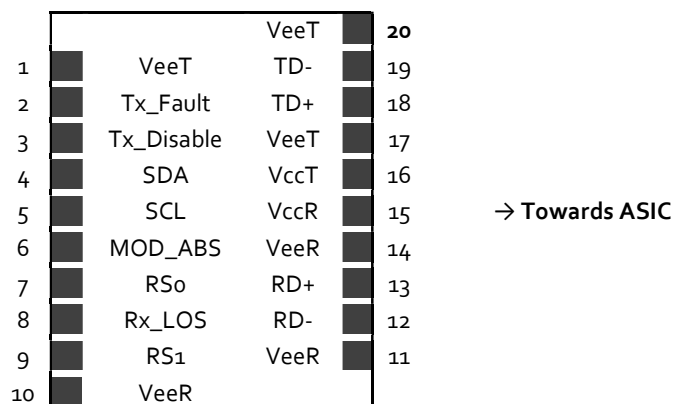 VeeT 20
1 VeeT TD- 19
2 Tx_Fault TD+ 18
3 Tx_Disable VeeT 17
4 SDA VccT 16
5 SCL VccR 15 → Towards ASIC
6 MOD_ABS VeeR 14
7 RS0 RD+ 13
8 Rx_LOS RD- 12
9 RS1 VeeR 11
10 VeeR